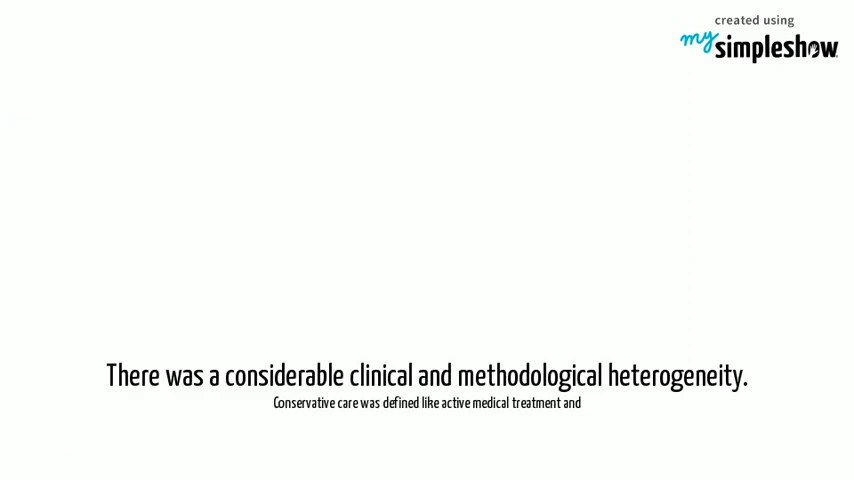 created using
my simpleshow
There was a considerable clinical and methodological heterogeneity.
Conservative care was defined like active medical treatment and